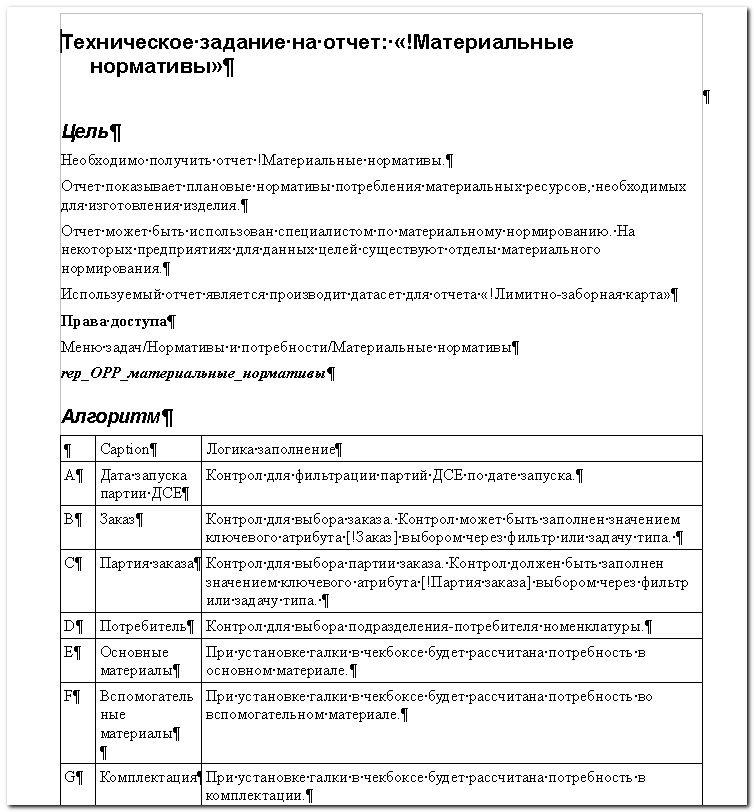 Техническое задание на отчет: «!Материальные
нормативы»¶
¶
Цель¶
Необходимо получить отчет !Материальные нормативы.¶
Отчет показывает плановые нормативы потребления материальных ресурсов, необходимых
для изготовления изделия.¶
Отчет может быть использован специалистом по материальному нормированию. На
некоторых предприятиях для данных целей существуют отделы материального
нормирования.¶
Используемый отчет является производит датасет для отчета «!Лимитно-заборная карта»¶
Права доступа¶
Меню задач/Нормативы и потребности/Материальные нормативы¶
rep_OPP_материальные_нормативы¶
Алгоритм¶
¶ Caption¶ Логика заполнения¶
A¶ Дата запуска Контрол для фильтрации партий ДСЕ по дате запуска.¶
партии ДСЕ¶
B¶ Заказ¶ Контрол для выбора заказа. Контрол может быть заполнен значением
ключевого атрибута [!Заказ] выбором через фильтр или задачу типа. ¶
C¶ Партия заказа¶ Контрол для выбора партии заказа. Контрол должен быть заполнен
значением ключевого атрибута [!Партия заказа] выбором через фильтр
или задачу типа. ¶
D¶ Потребитель¶ Контрол для выбора подразделения-потребителя номенклатуры.¶
E¶ Основные При установке галки в чекбоксе будет рассчитана потребность в
материалы¶ основном материале.¶
F¶ Вспомогатель При установке галки в чекбоксе будет рассчитана потребность во
ные вспомогательном материале.¶
материалы¶
¶
G¶ Комплектация¶ При установке галки в чекбоксе будет рассчитана потребность в
комплектации.¶